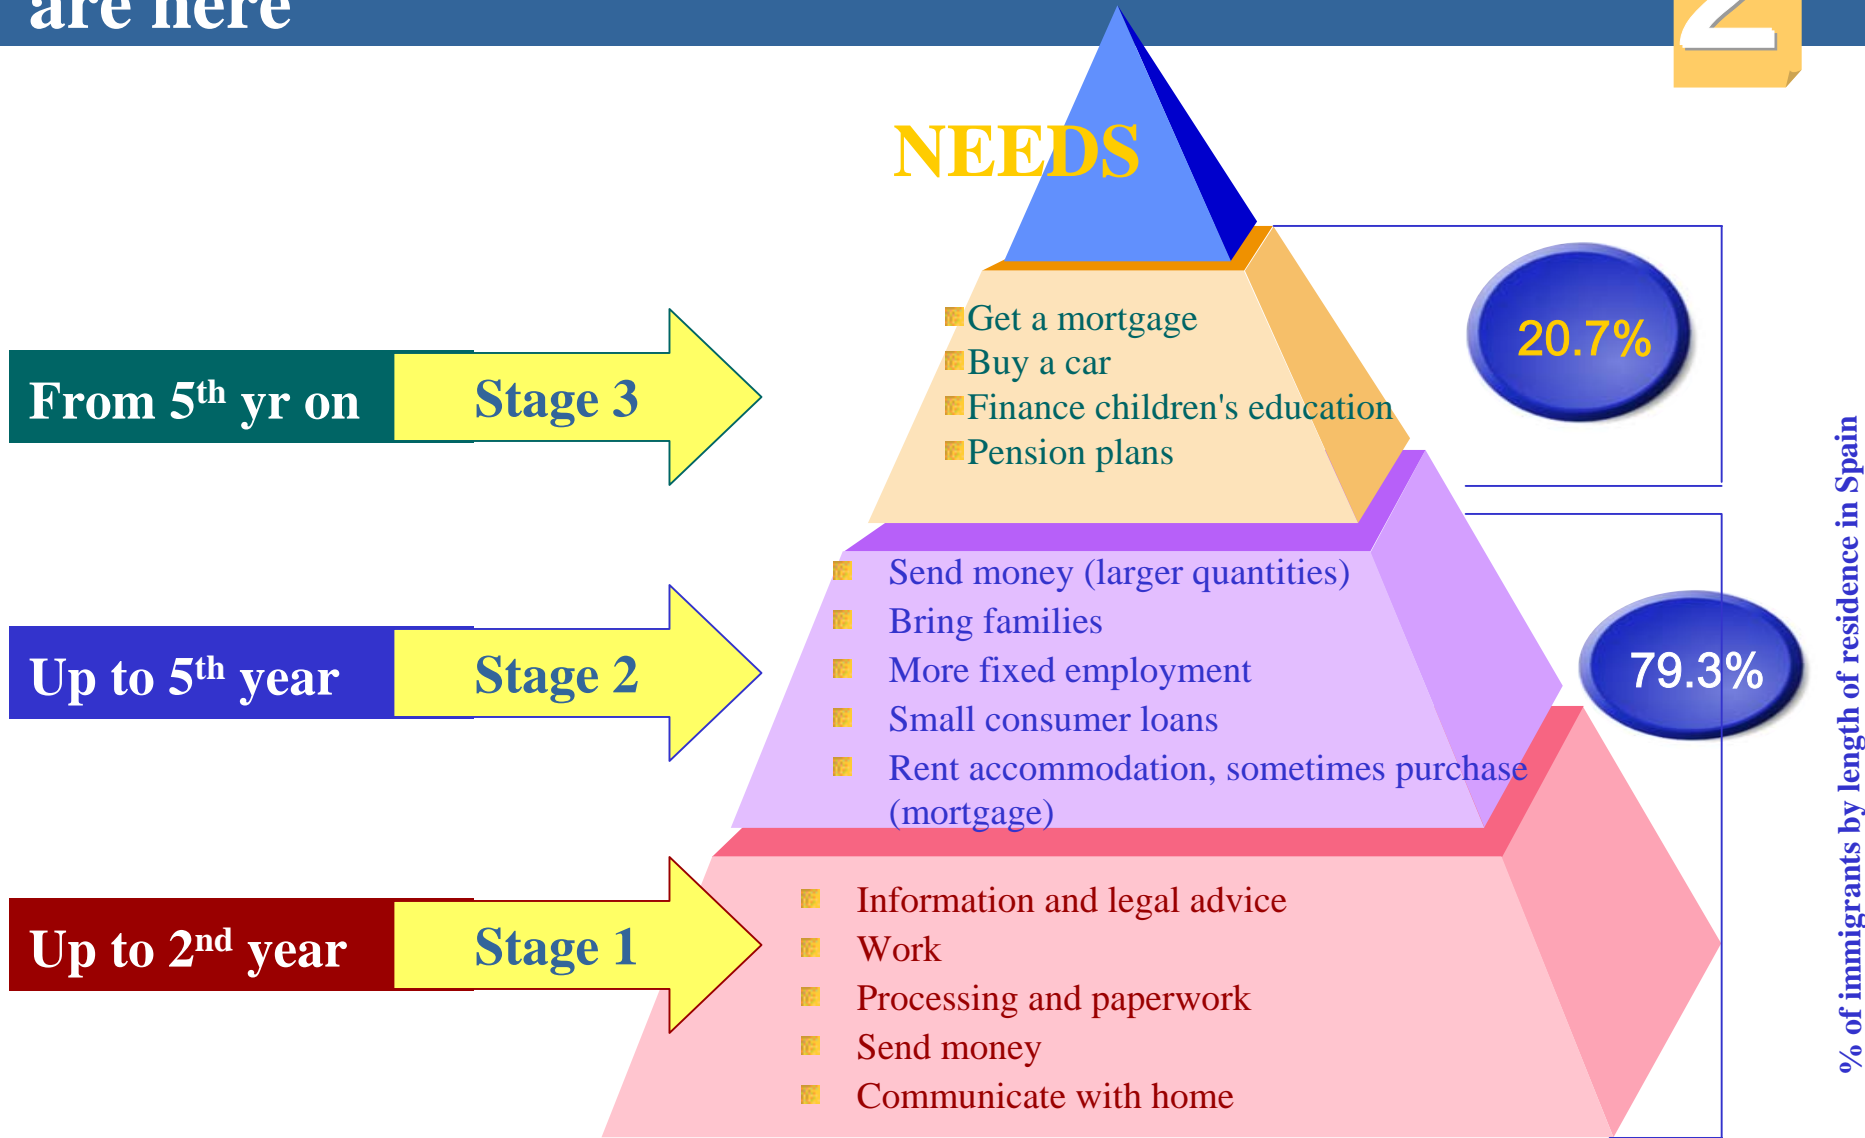 are here
2
NEEDS
Get a mortgage
Buy a car
Finance children's education
Pension plans
20.7%
From 5th yr on
Stage 3
Send money (larger quantities)
Bring families
More fixed employment
Small consumer loans
Rent accommodation, sometimes purchase
(mortgage)
79.3%
Up to 5th year
Stage 2
Information and legal advice
Work
Processing and paperwork
Send money
Communicate with home
Up to 2nd year
Stage 1
% of immigrants by length of residence in Spain